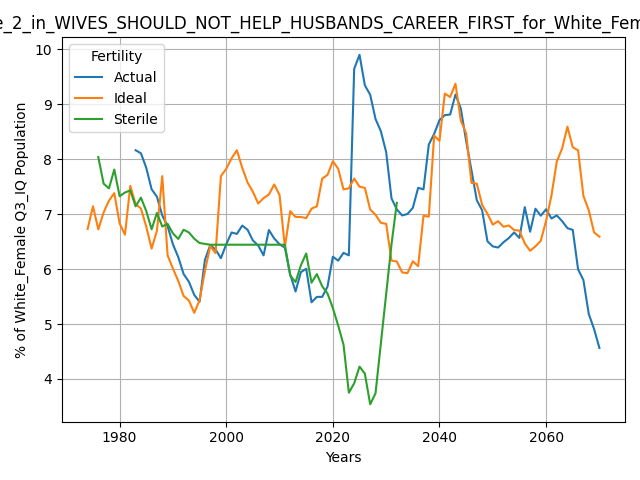 e_2_in_WIVES_SHOULD_NOT_HELP_HUSBANDS_CAREER_FIRST_for_White_Fem
Fertility
Actual
Ideal
Sterile
% of White_Female Q3_IQ Population
10
9
8
7
6
5
4
1980 2000 2020 2040 2060
Years